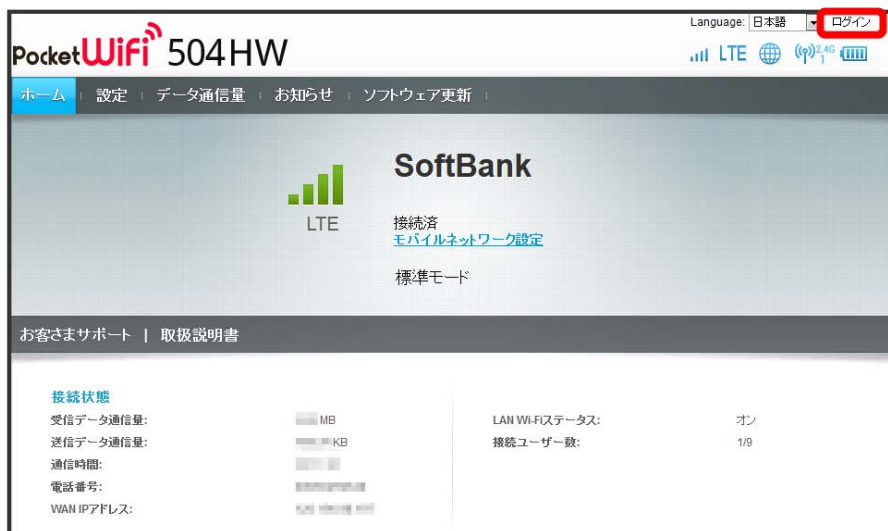 Language: 日本語 ログイン
Pocket WiFi 504HW
LTE 2.4G 1
ホーム 設定 データ通信量 お知らせ ソフトウェア更新
SoftBank
LTE
接続済
モバイルネットワーク設定
標準モード
お客さまサポート | 取扱説明書
接続状態
受信データ通信量: MB LAN Wi-Fiステータス: オン
送信データ通信量: KB 接続ユーザー数: 1/9
通信時間:
電話番号:
WAN IPアドレス: